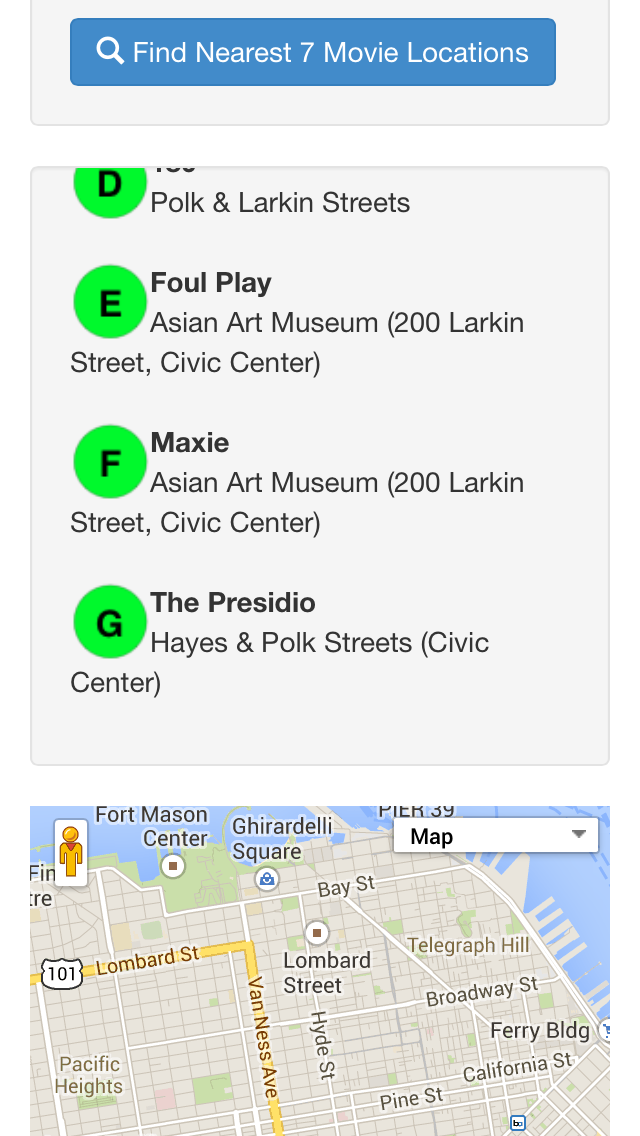 Find Nearest 7 Movie Locations
D
Polk & Larkin Streets
E
Foul Play
Asian Art Museum (200 Larkin
Street, Civic Center)
F
Maxie
Asian Art Museum (200 Larkin
Street, Civic Center)
G
The Presidio
Hayes & Polk Streets (Civic
Center)
Fort Mason
Center
Ghirardelli
Square
PIER 39
Map
Fin
tre
Bay St
Telegraph Hill
101
Lombard St
Lombard
Street
Van Ness Ave
Hyde St
Broadway St
Ferry Bldg
Pacific
Heights
California St
Pine St